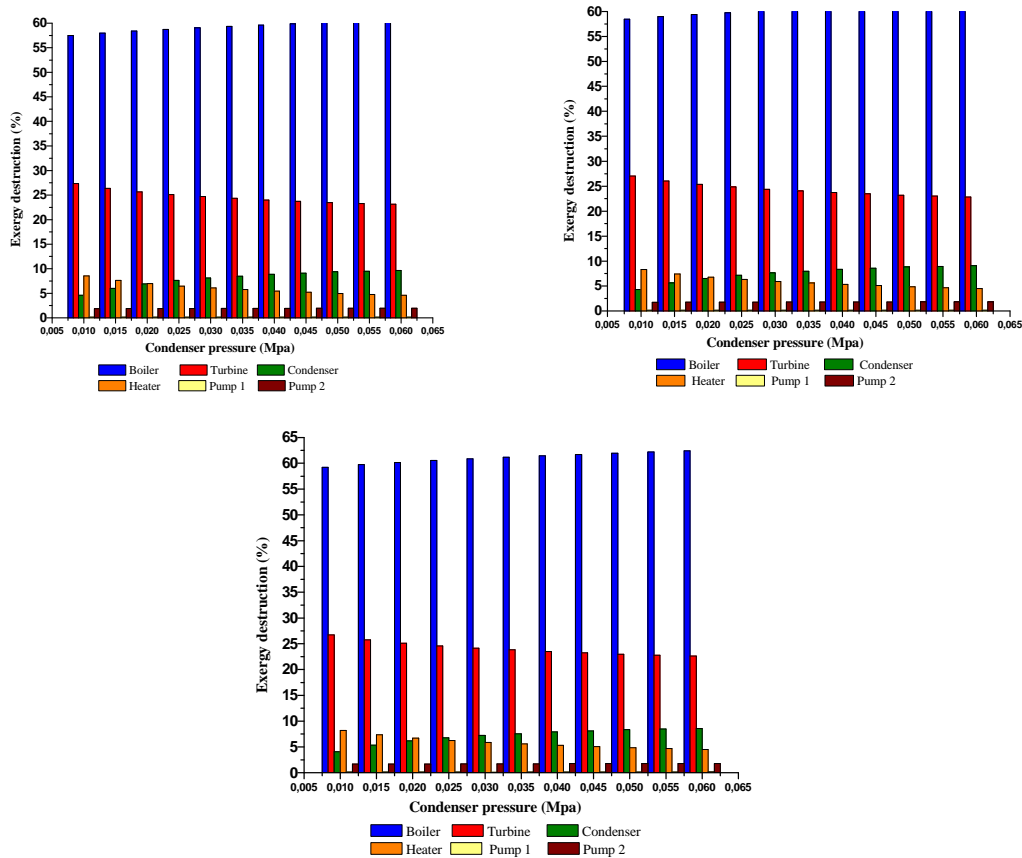 60
55
50
45
40
35
30
25
20
15
10
5
0
Exergy destruction (%)
0,005 0,010 0,015 0,020 0,025 0,030 0,035 0,040 0,045 0,050 0,055 0,060 0,065
Condenser pressure (Mpa)
Boiler Turbine Condenser
Heater Pump 1 Pump 2
60
55
50
45
40
35
30
25
20
15
10
5
0
Exergy destruction (%)
0,005 0,010 0,015 0,020 0,025 0,030 0,035 0,040 0,045 0,050 0,055 0,060 0,065
Condenser pressure (Mpa)
Boiler Turbine Condenser
Heater Pump 1 Pump 2
65
60
55
50
45
40
35
30
25
20
15
10
5
0
Exergy destruction (%)
0,005 0,010 0,015 0,020 0,025 0,030 0,035 0,040 0,045 0,050 0,055 0,060 0,065
Condenser pressure (Mpa)
Boiler Turbine Condenser
Heater Pump 1 Pump 2